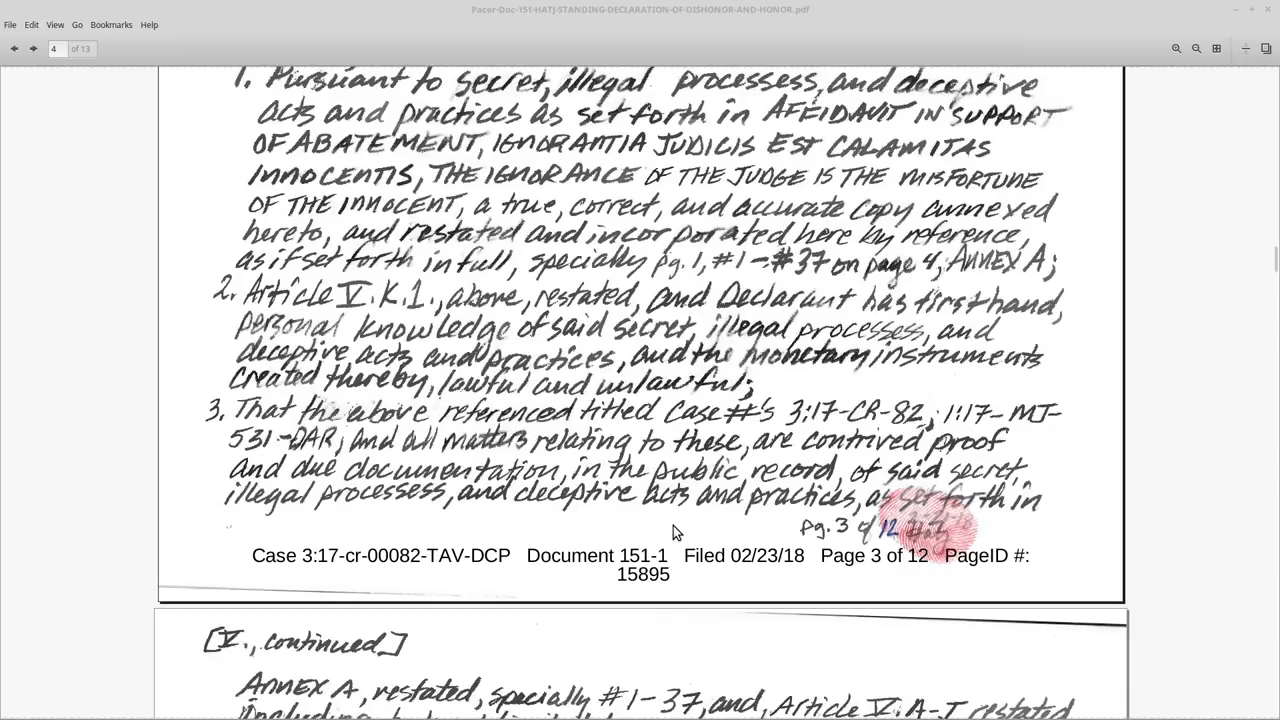 Pacer-Doc-151-HATJ-STANDING-DECLARATION-OF-DISHONOR-AND-HONOR.pdf
File Edit View Go Bookmarks Help
4 of 13
1. Pursuant to secret, illegal processess, and deceptive
acts and practices as set forth in AFFIDAVIT IN SUPPORT
OF ABATEMENT, IGNORANTIA JUDICIS EST CALAMITAS
INNOCENTIS, THE IGNORANCE OF THE JUDGE IS THE MISFORTUNE
OF THE INNOCENT, a true, correct, and accurate copy annexed
hereto, and restated and incorporated here by reference,
as if set forth in full, specially pg. 1, #1 - #37 on page 4, ANNEX A;
2. Article V.K.1., above, restated, and Declarant has firsthand,
personal knowledge of said secret, illegal processess, and
deceptive acts and practices, and the monetary instruments
created thereby, lawful and unlawful;
3. That the above referenced titled Case #'s 3:17-CR-82; 1:17-MJ-
531-DAR; and all matters relating to these, are contrived proof
and due documentation, in the public record, of said secret,
illegal processess, and deceptive acts and practices, as set forth in
pg. 3 of 12
Case 3:17-cr-00082-TAV-DCP Document 151-1 Filed 02/23/18 Page 3 of 12 PageID #:
15895
[V., continued]
ANNEX A, restated, specially #1-37, and, Article V. A-J restated